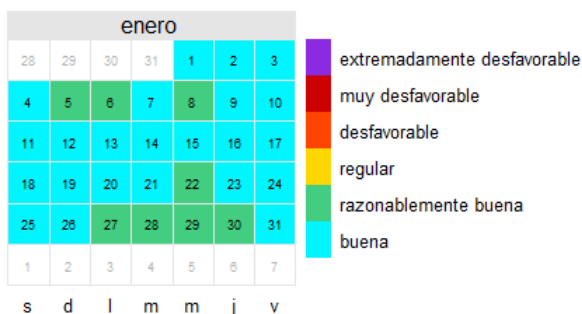 enero
28 29 30 31 1 2 3
4 5 6 7 8 9 10
11 12 13 14 15 16 17
18 19 20 21 22 23 24
25 26 27 28 29 30 31
1 2 3 4 5 6 7
s d l m m j v
extremadamente desfavorable
muy desfavorable
desfavorable
regular
razonablemente buena
buena